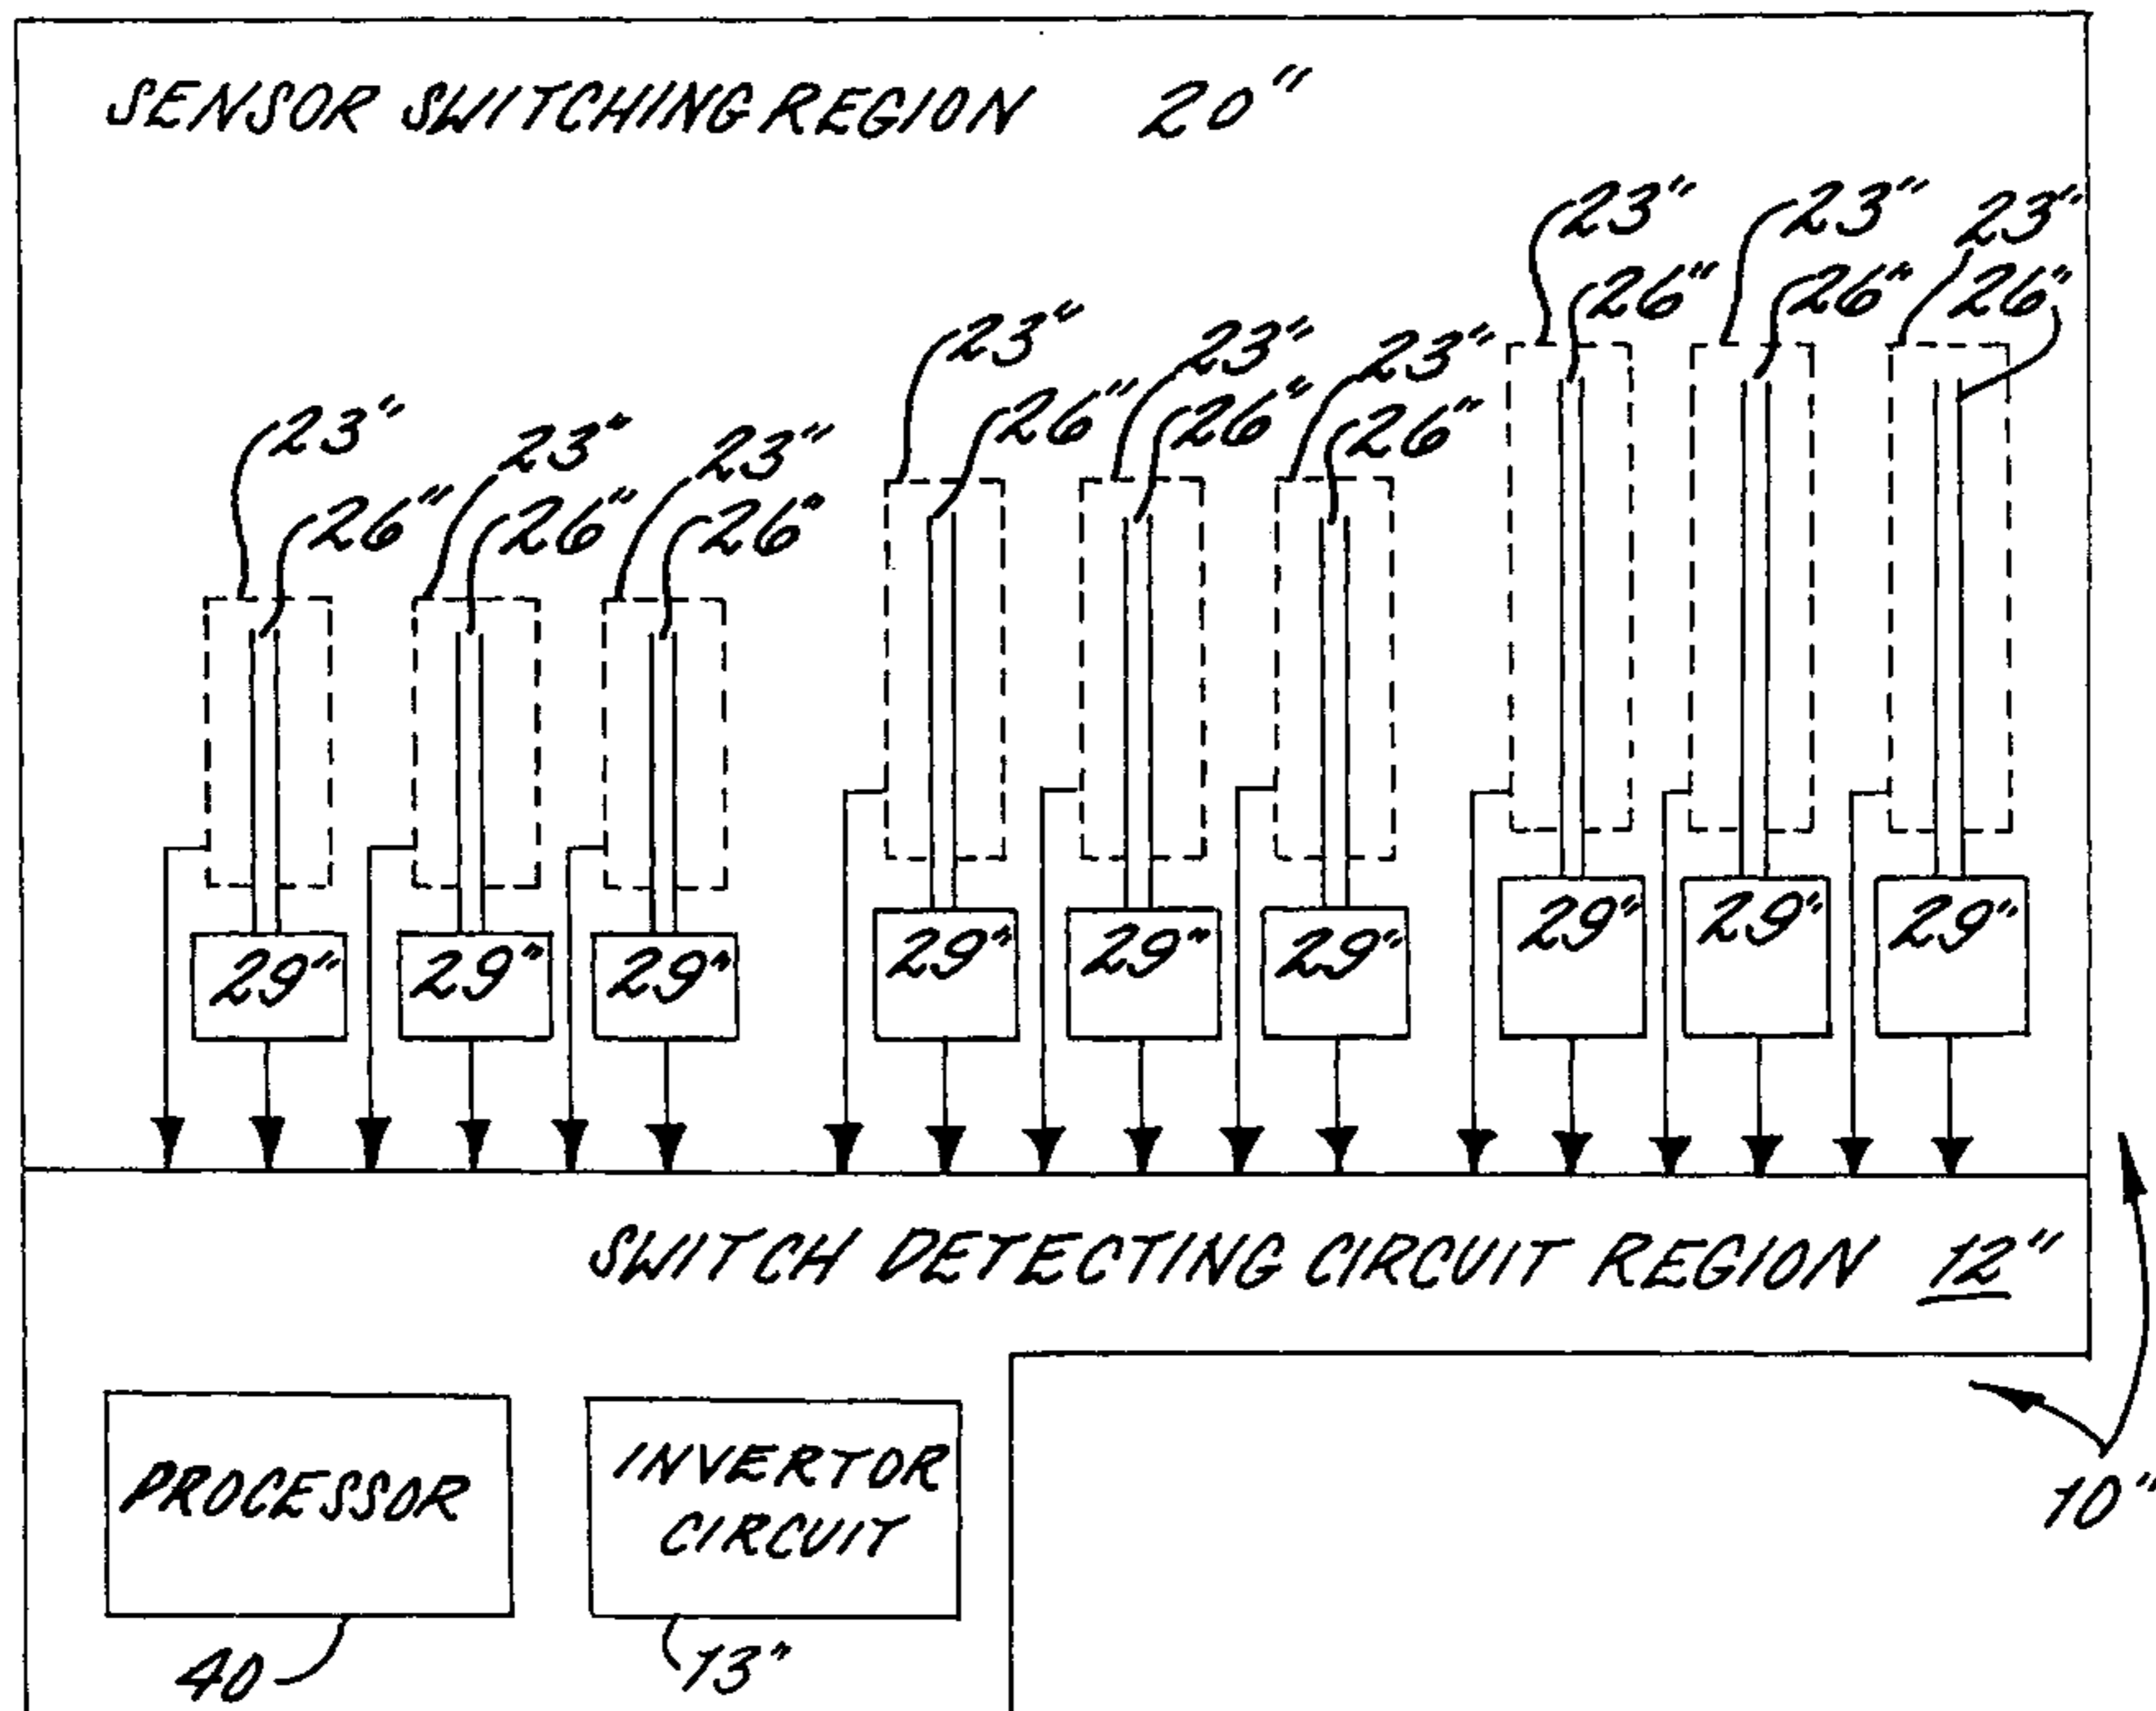 SENSOR SWITCHING REGION 20"
23" 23" 23"
26" 26" 26"
23" 23" 23"
26" 26" 26"
23" 23" 23"
26" 26" 26"
29" 29" 29" 29" 29" 29" 29" 29" 29"
SWITCH DETECTING CIRCUIT REGION 12"
PROCESSOR
INVERTOR
CIRCUIT
10"
40
13"